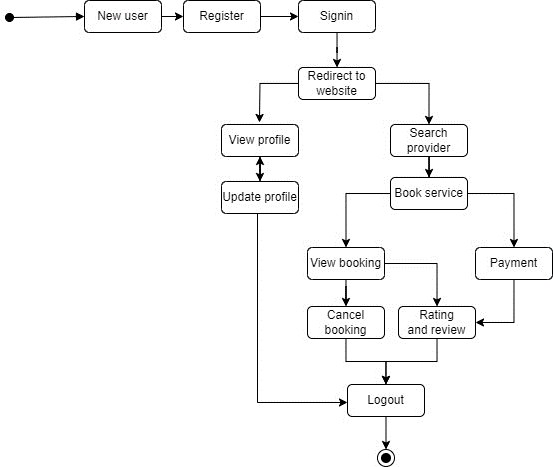 New user
Register
Signin
Redirect to
website
View profile
Search
provider
Update profile
Book service
View booking
Payment
Cancel
booking
Rating
and review
Logout